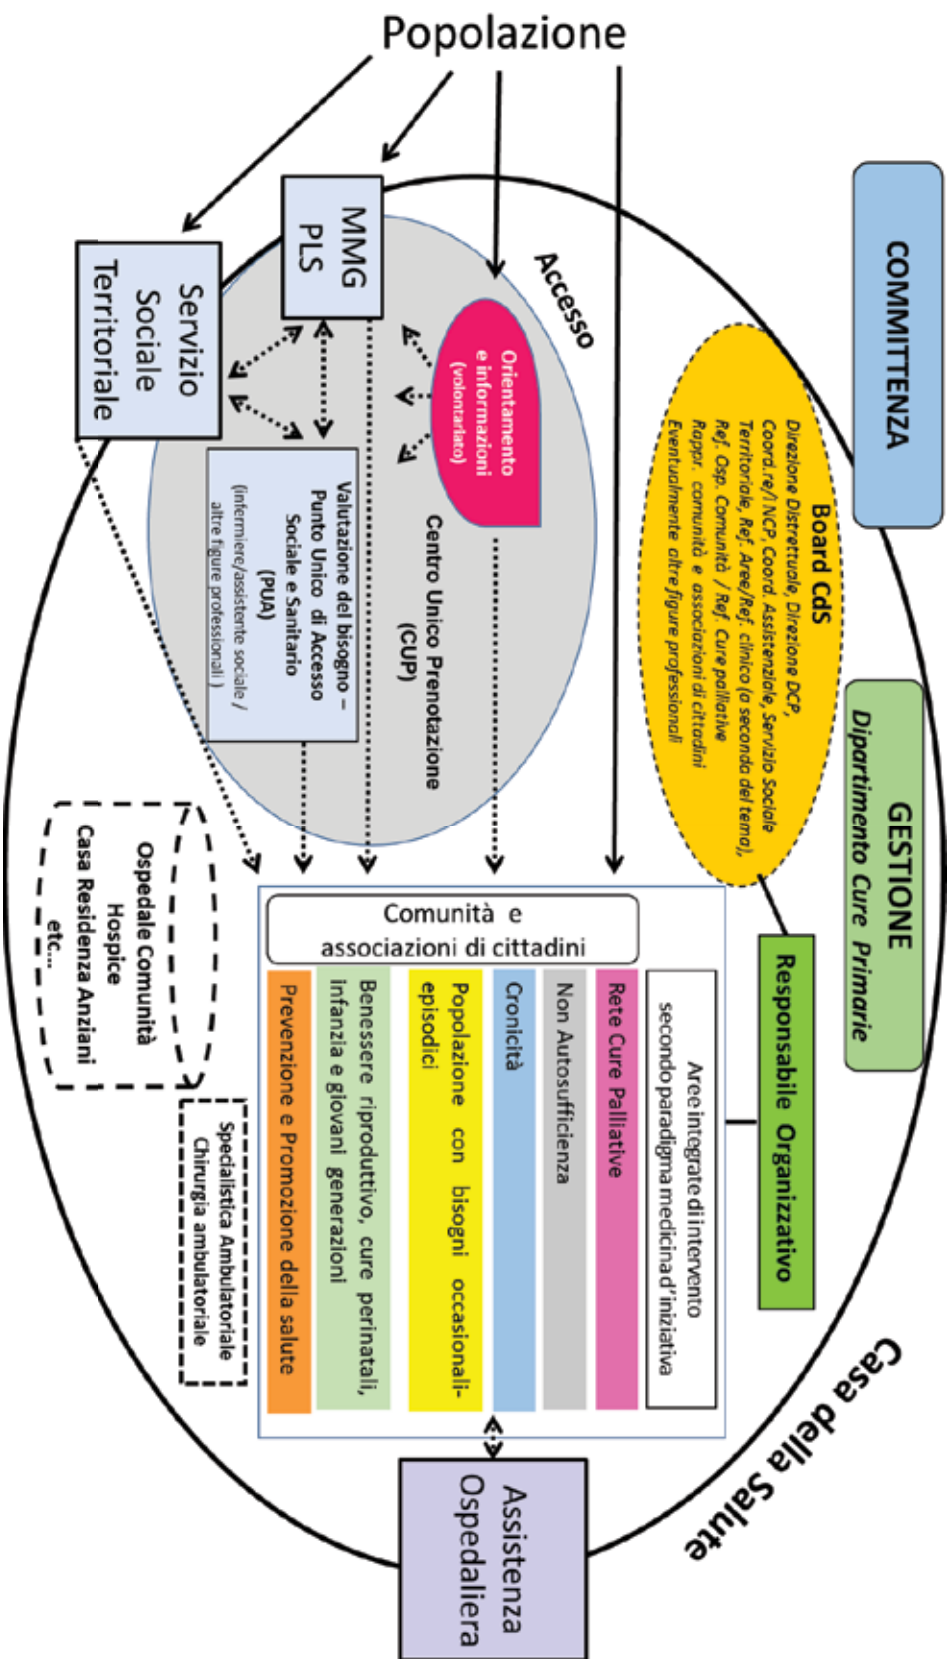 Popolazione
COMMITTENZA
GESTIONE
Dipartimento Cure Primarie
Casa della Salute
Board CdS
Direzione Distrettuale, Direzione DCP,
Coord.re/i NCP, Coord. Assistenziale, Servizio Sociale
Territoriale, Ref. Aree/Ref. clinico (a seconda del tema),
Ref. Osp. Comunità / Ref. Cure palliative
Rappr. comunità e associazioni di cittadini
Eventualmente altre figure professionali
Responsabile Organizzativo
Accesso
Orientamento
e informazioni
(volontariato)
Centro Unico Prenotazione
(CUP)
MMG
PLS
Servizio
Sociale
Territoriale
Valutazione del bisogno –
Punto Unico di Accesso
Sociale e Sanitario
(PUA)
(infermiere/assistente sociale /
altre figure professionali )
Comunità e
associazioni di cittadini
Aree integrate di intervento
secondo paradigma medicina d'iniziativa
Rete Cure Palliative
Non Autosufficienza
Cronicità
Popolazione con bisogni occasionali-
episodici
Benessere riproduttivo, cure perinatali,
infanzia e giovani generazioni
Prevenzione e Promozione della salute
Assistenza
Ospedaliera
Ospedale Comunità
Hospice
Casa Residenza Anziani
etc...
Specialistica Ambulatoriale
Chirurgia ambulatoriale